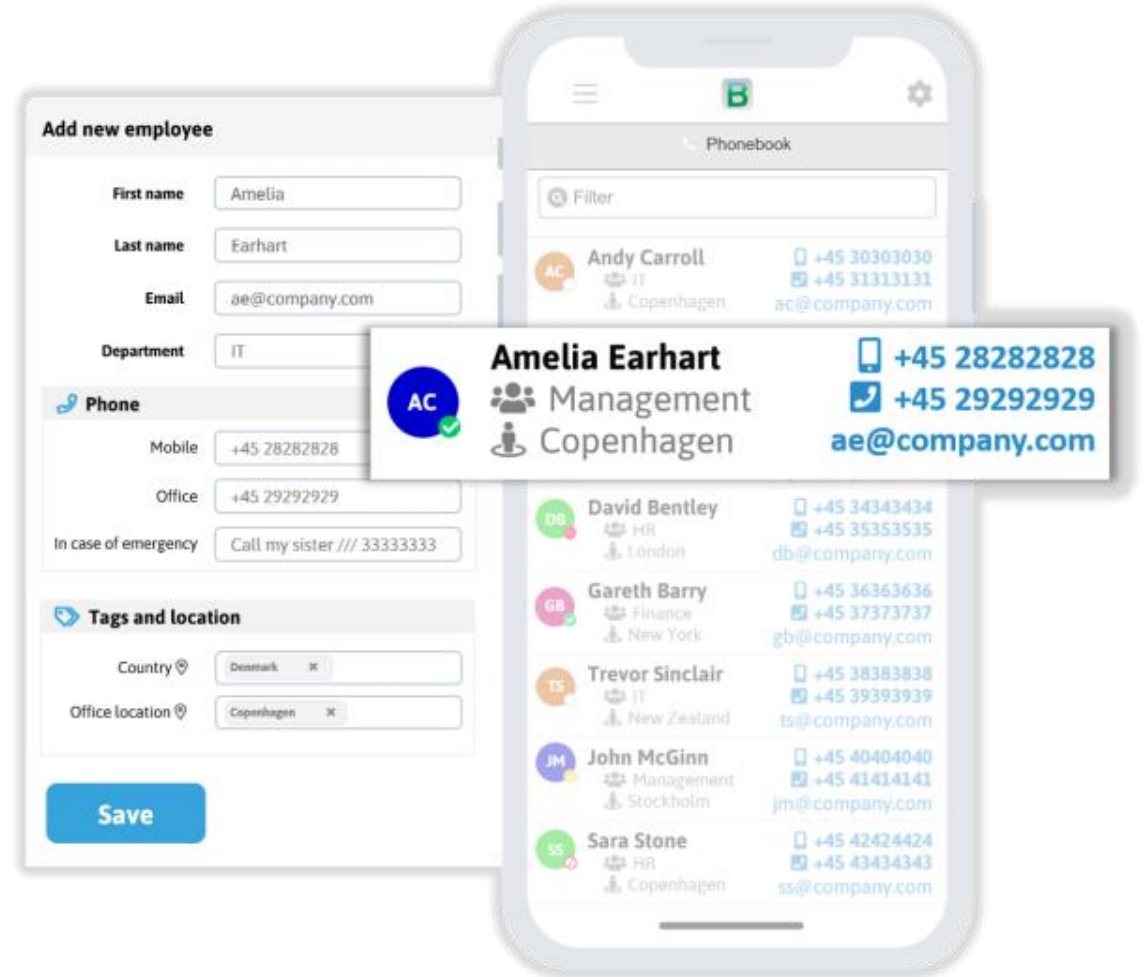 Add new employee
First name Amelia
Last name Earhart
Email ae@company.com
Department IT
Phone
Mobile +45 28282828
Office +45 29292929
In case of emergency Call my sister /// 33333333
Tags and location
Country Denmark ×
Office location Copenhagen ×
Save
B
Phonebook
Filter
AC Andy Carroll +45 30303030
IT +45 31313131
Copenhagen ac@company.com
AC Amelia Earhart +45 28282828
Management +45 29292929
Copenhagen ae@company.com
DB David Bentley +45 34343434
HR +45 35353535
London db@company.com
GB Gareth Barry +45 36363636
Finance +45 37373737
New York gb@company.com
TS Trevor Sinclair +45 38383838
IT +45 39393939
New Zealand ts@company.com
JM John McGinn +45 40404040
Management +45 41414141
Stockholm jm@company.com
SS Sara Stone +45 42424424
HR +45 43434343
Copenhagen ss@company.com